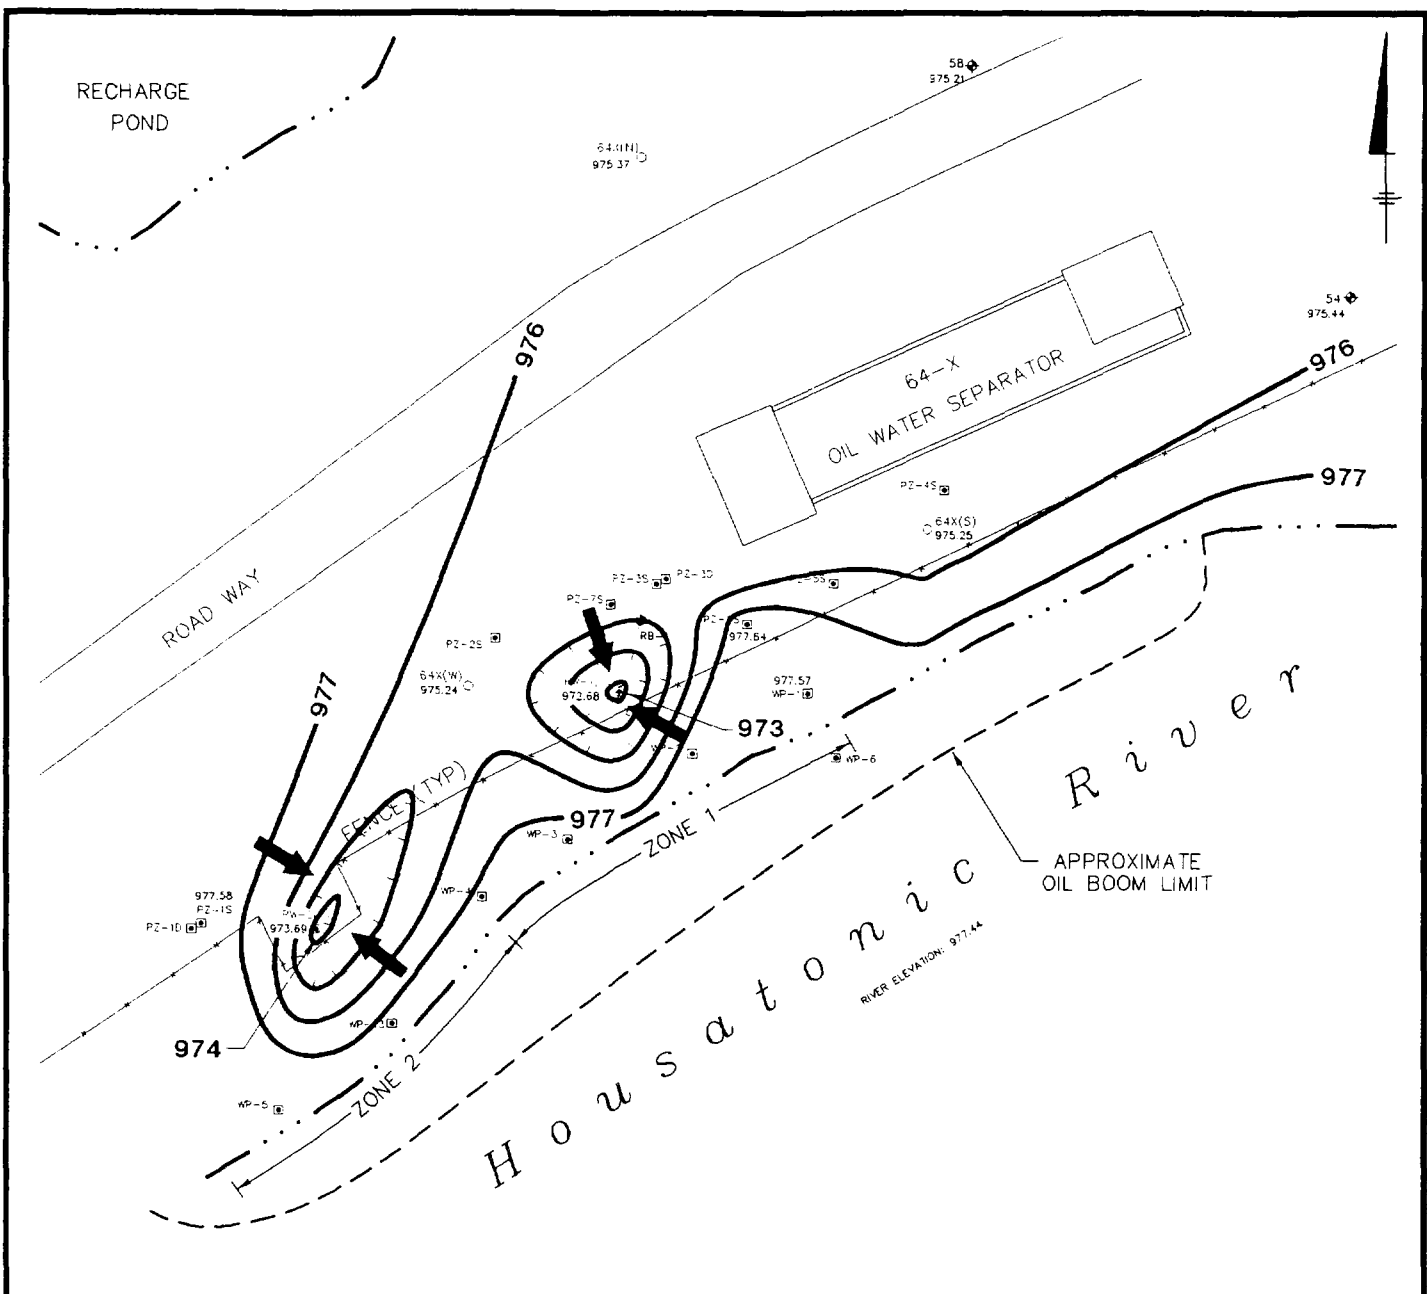 RECHARGE
POND
58
975.21
64X(N)
975.37
54
975.44
976
976
64-X
OIL WATER SEPARATOR
977
PZ-4S
64X(S)
975.25
ROAD WAY
PZ-3S
PZ-3D
PZ-7S
PZ-2S
RB-
977.64
64X(W)
975.24
977
972.68
977.57
WP-1
973
WP-6
FENCE (TYP)
977
WP-3
ZONE 1
APPROXIMATE
OIL BOOM LIMIT
WP-4
977.58
PZ-1S
PZ-1D
973.69
974
ZONE 2
WP-5
Housatonic River
RIVER ELEVATION: 977.44